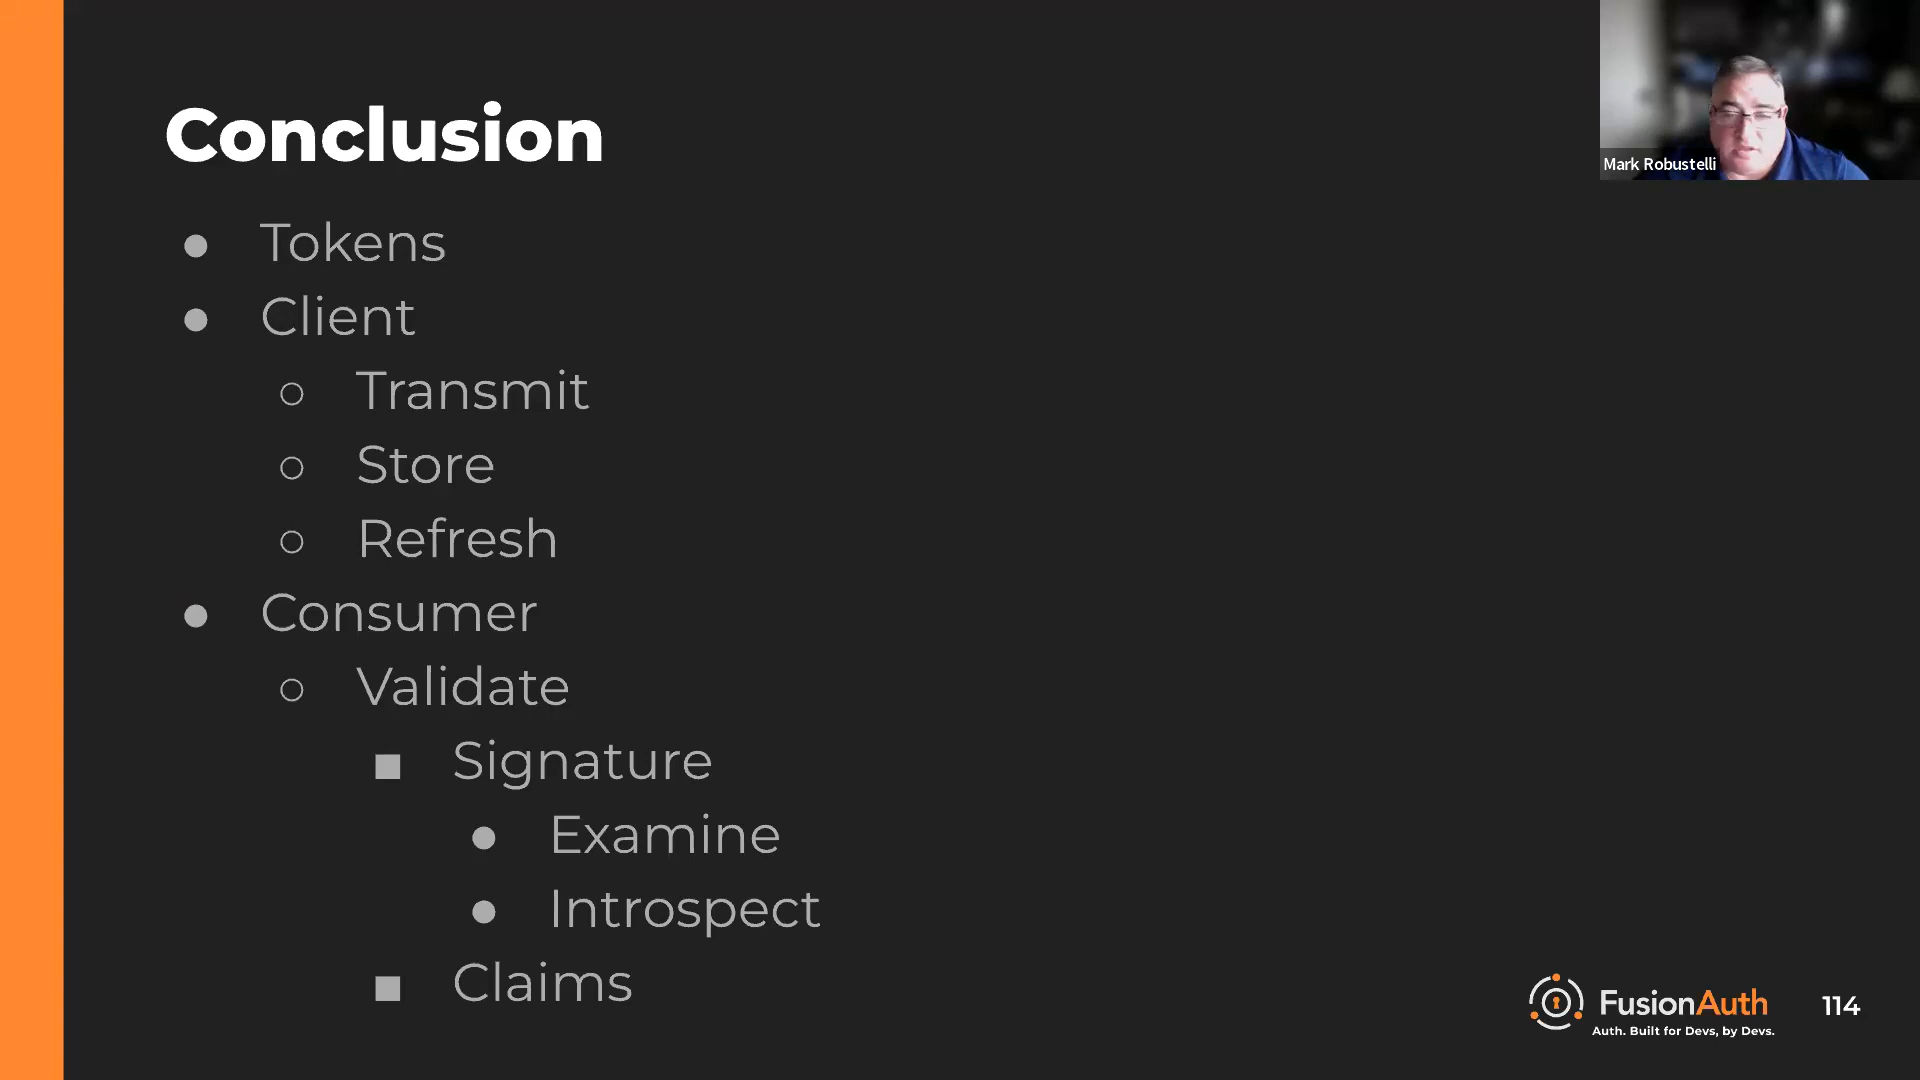 Conclusion
Mark Robustelli
● Tokens
● Client
○ Transmit
○ Store
○ Refresh
● Consumer
○ Validate
■ Signature
● Examine
● Introspect
■ Claims
FusionAuth
Auth. Built for Devs, by Devs.
114